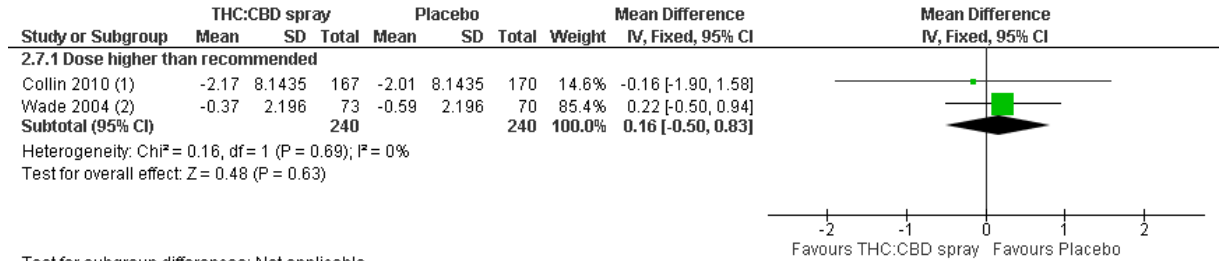 THC:CBD spray Placebo Mean Difference Mean Difference
Study or Subgroup Mean SD Total Mean SD Total Weight IV, Fixed, 95% CI IV, Fixed, 95% CI
2.7.1 Dose higher than recommended
Collin 2010 (1) -2.17 8.1435 167 -2.01 8.1435 170 14.6% -0.16 [-1.90, 1.58]
Wade 2004 (2) -0.37 2.196 73 -0.59 2.196 70 85.4% 0.22 [-0.50, 0.94]
Subtotal (95% CI) 240 240 100.0% 0.16 [-0.50, 0.83]
Heterogeneity: Chi² = 0.16, df = 1 (P = 0.69); I² = 0%
Test for overall effect: Z = 0.48 (P = 0.63)
-2 -1 0 1 2
Favours THC:CBD spray Favours Placebo
Test for subgroup differences: Not applicable